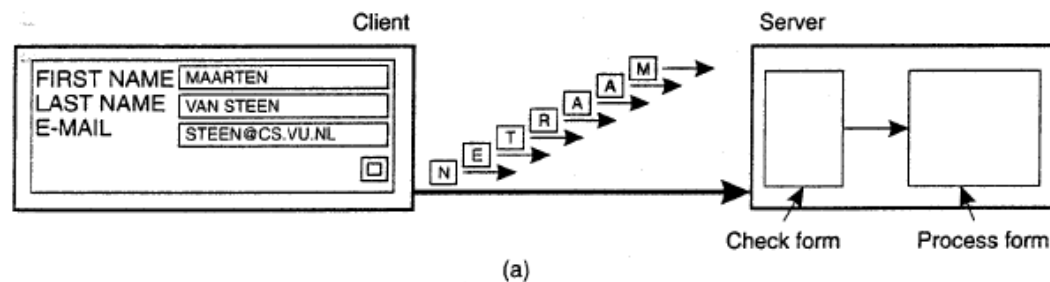 Client
Server
FIRST NAME MAARTEN
LAST NAME VAN STEEN
E-MAIL STEEN@CS.VU.NL
N E T R A A M
Check form
Process form
(a)